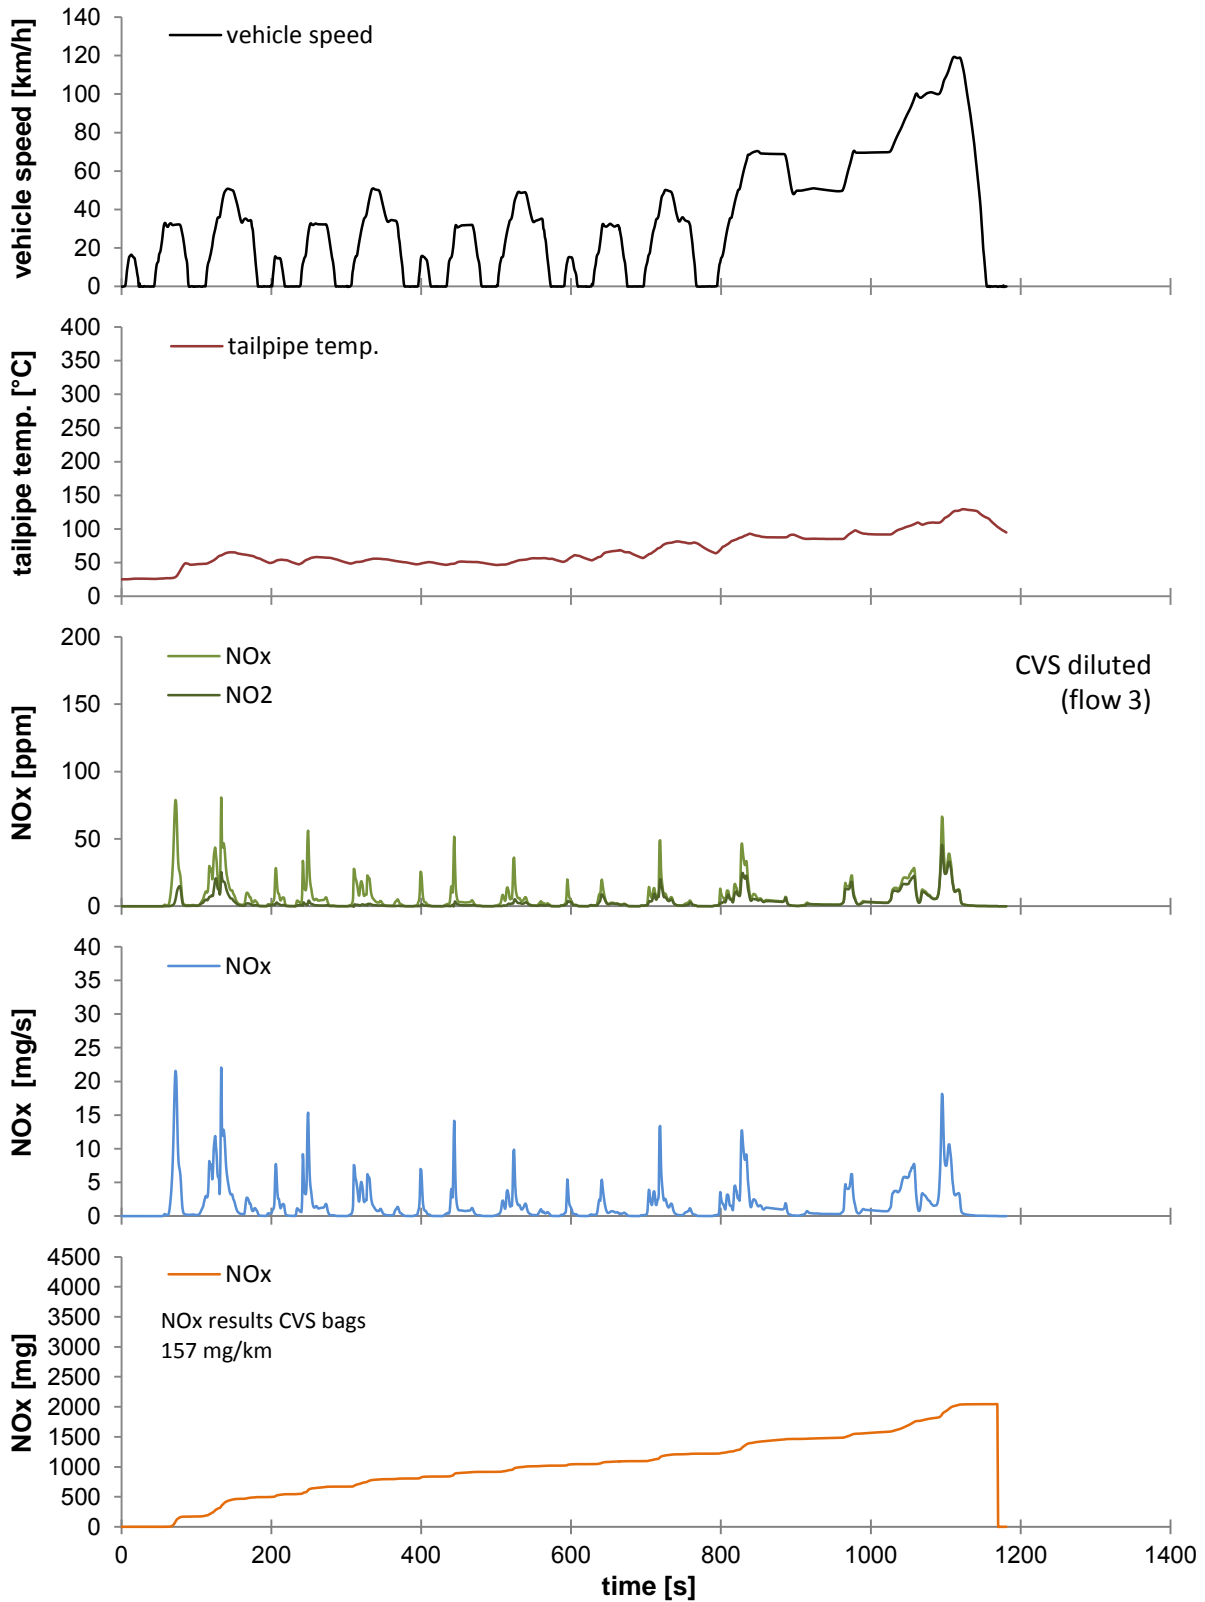 vehicle speed [km/h]
140
120
100
80
60
40
20
0
vehicle speed
tailpipe temp. [°C]
400
350
300
250
200
150
100
50
0
tailpipe temp.
NOx [ppm]
200
150
100
50
0
NOx
NO2
CVS diluted
(flow 3)
NOx [mg/s]
40
35
30
25
20
15
10
5
0
NOx
NOx [mg]
4500
4000
3500
3000
2500
2000
1500
1000
500
0
NOx
NOx results CVS bags
157 mg/km
0 200 400 600 800 1000 1200 1400
time [s]